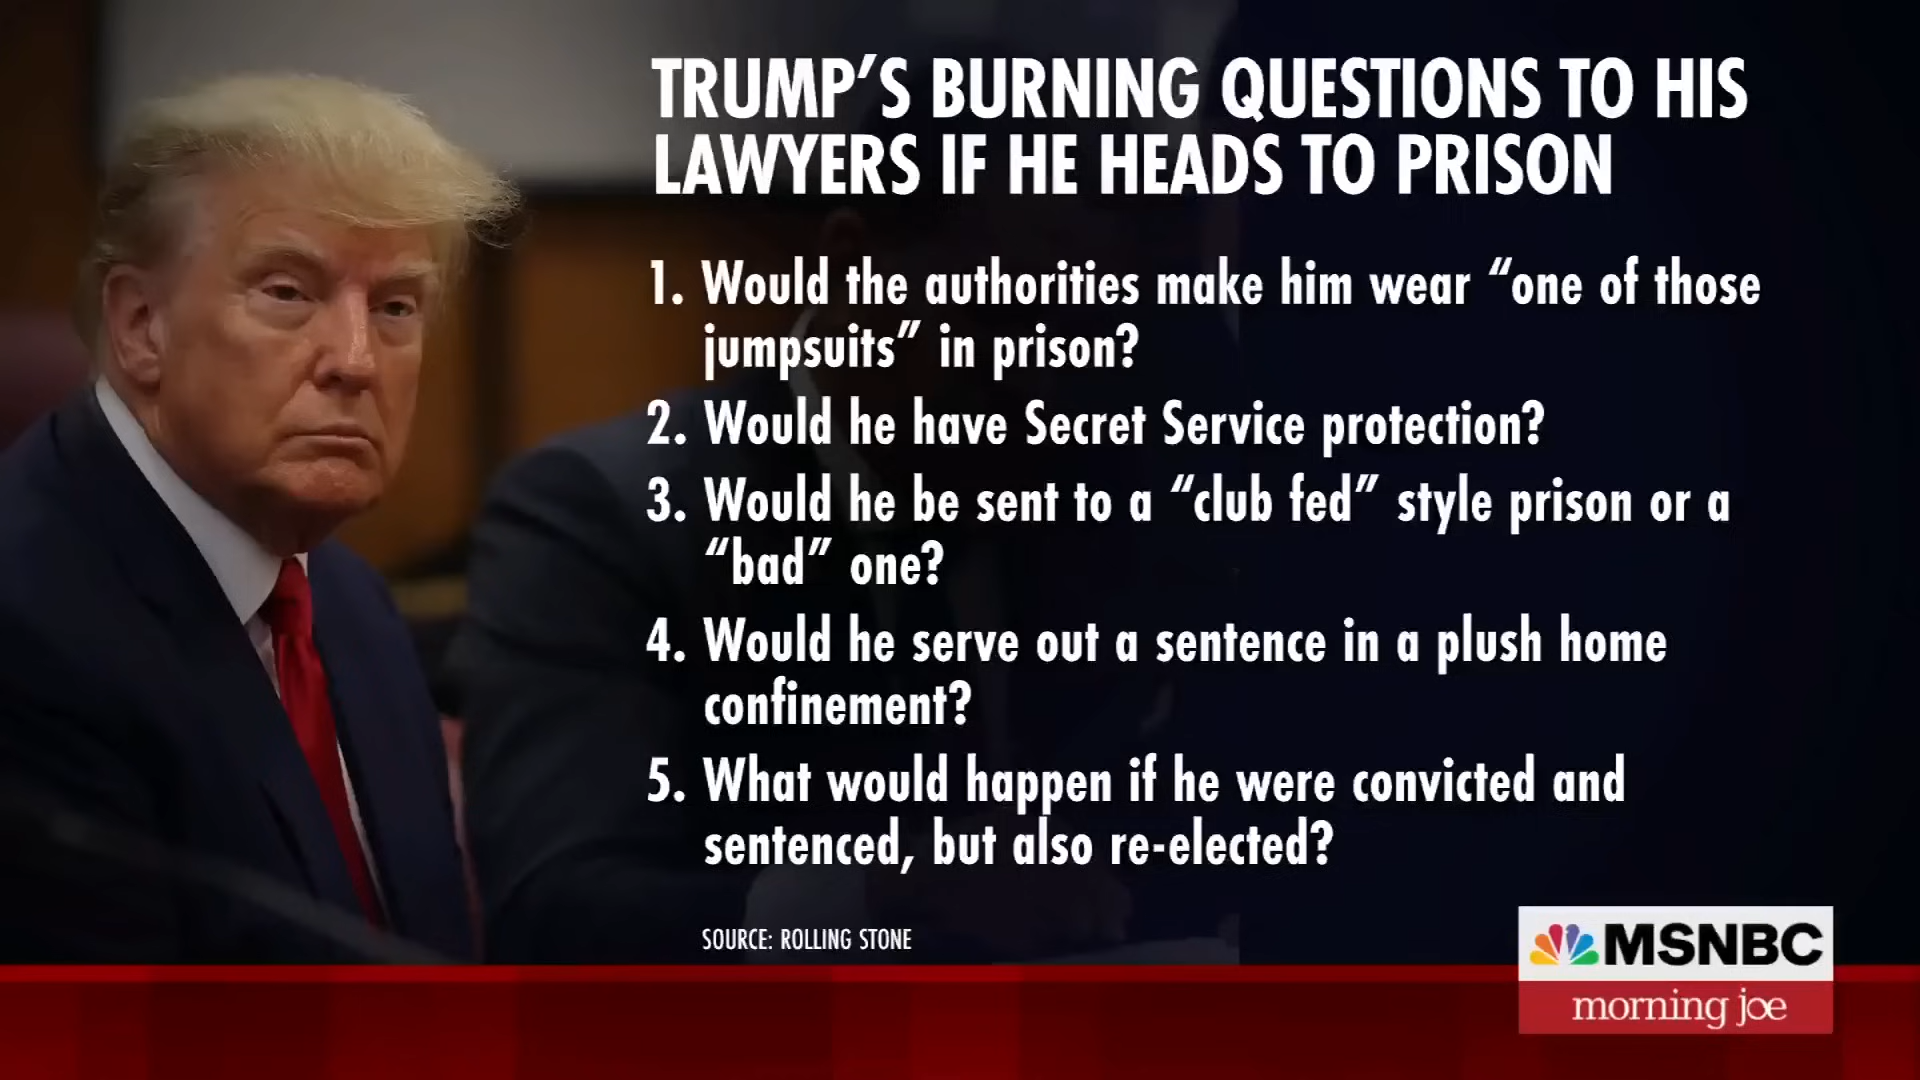 TRUMP’S BURNING QUESTIONS TO HIS
LAWYERS IF HE HEADS TO PRISON
1. Would the authorities make him wear “one of those
jumpsuits” in prison?
2. Would he have Secret Service protection?
3. Would he be sent to a “club fed” style prison or a
“bad” one?
4. Would he serve out a sentence in a plush home
confinement?
5. What would happen if he were convicted and
sentenced, but also re-elected?
SOURCE: ROLLING STONE
MSNBC
morning joe